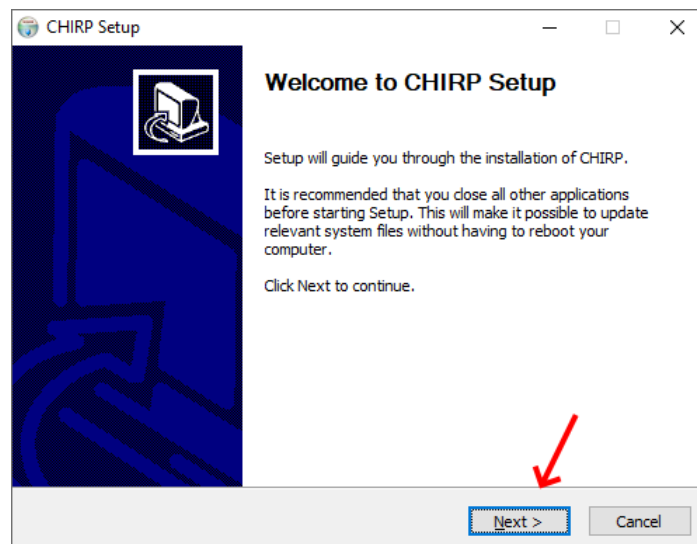 CHIRP Setup
Welcome to CHIRP Setup
Setup will guide you through the installation of CHIRP.
It is recommended that you close all other applications
before starting Setup. This will make it possible to update
relevant system files without having to reboot your
computer.
Click Next to continue.
Next >
Cancel